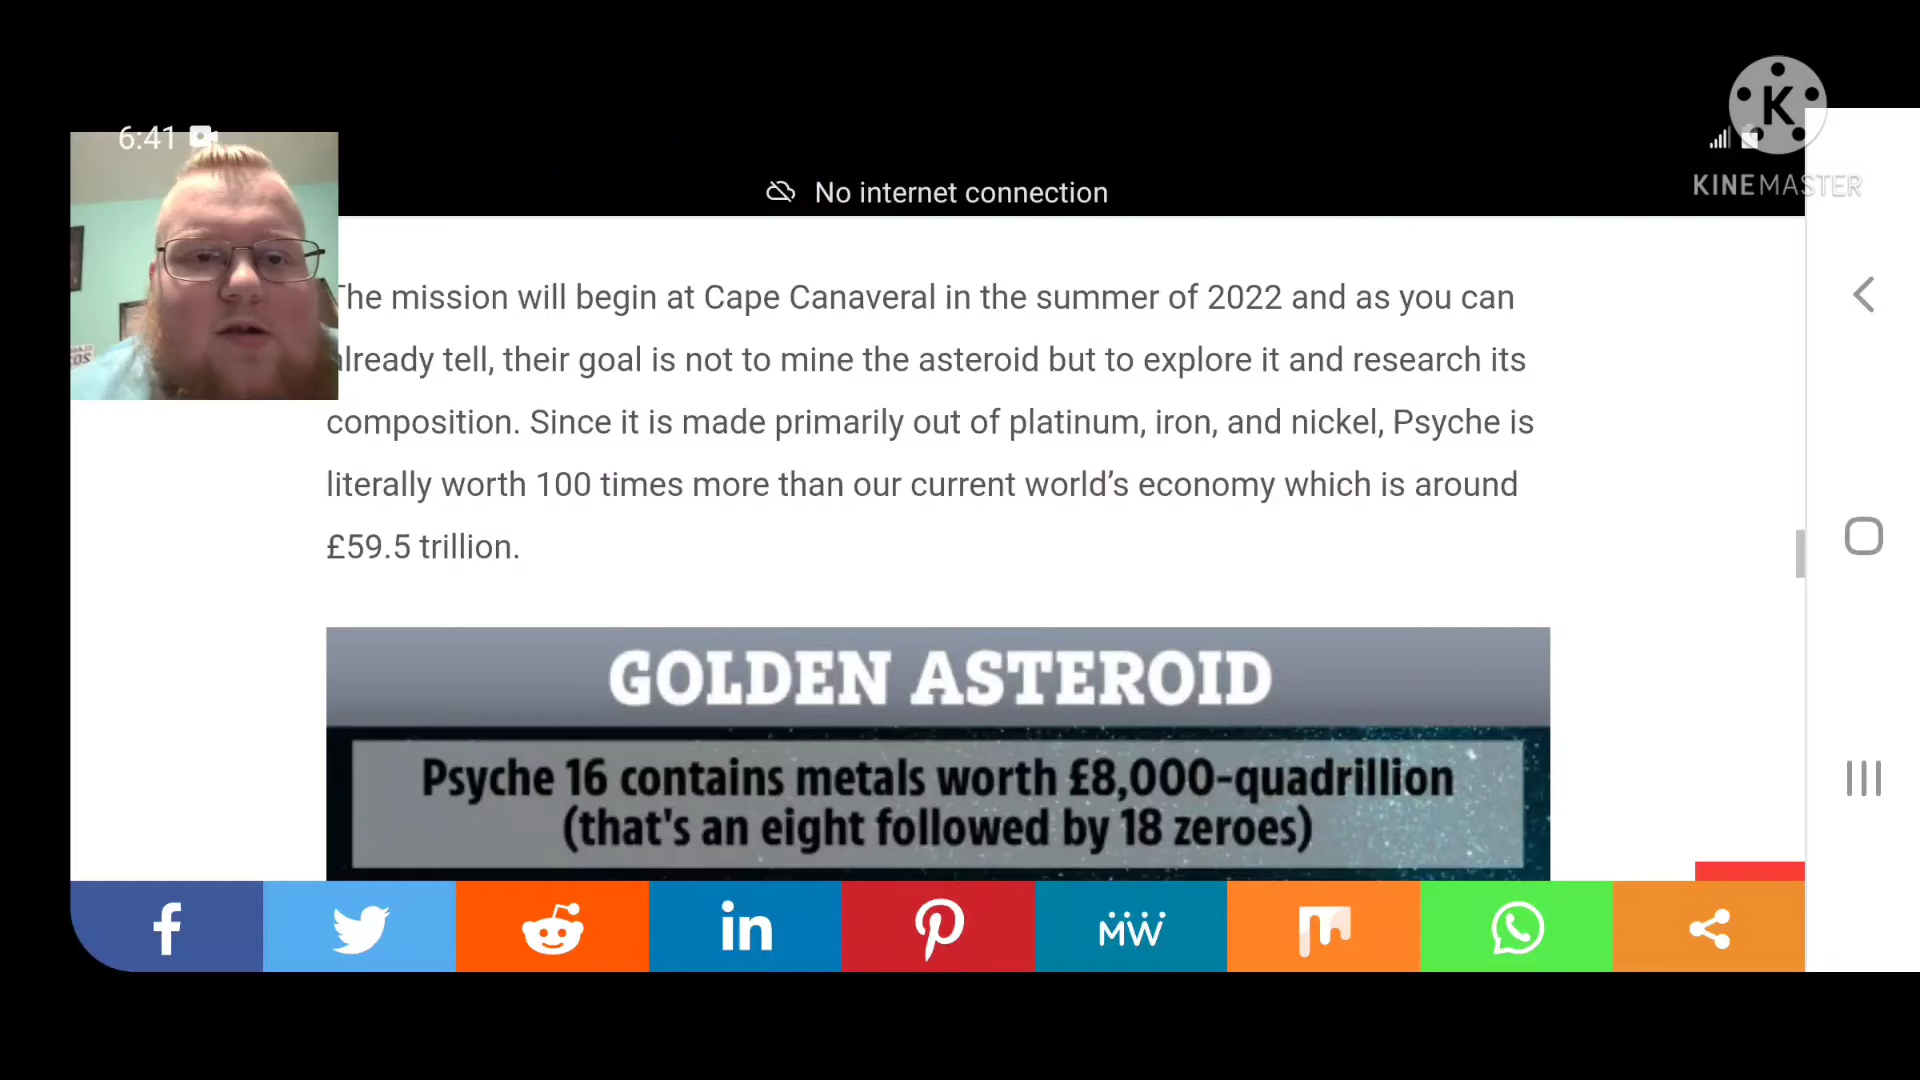 6:41
KINEMASTER
No internet connection
The mission will begin at Cape Canaveral in the summer of 2022 and as you can
already tell, their goal is not to mine the asteroid but to explore it and research its
composition. Since it is made primarily out of platinum, iron, and nickel, Psyche is
literally worth 100 times more than our current world’s economy which is around
£59.5 trillion.
GOLDEN ASTEROID
Psyche 16 contains metals worth £8,000-quadrillion
(that's an eight followed by 18 zeroes)
f
in
MW